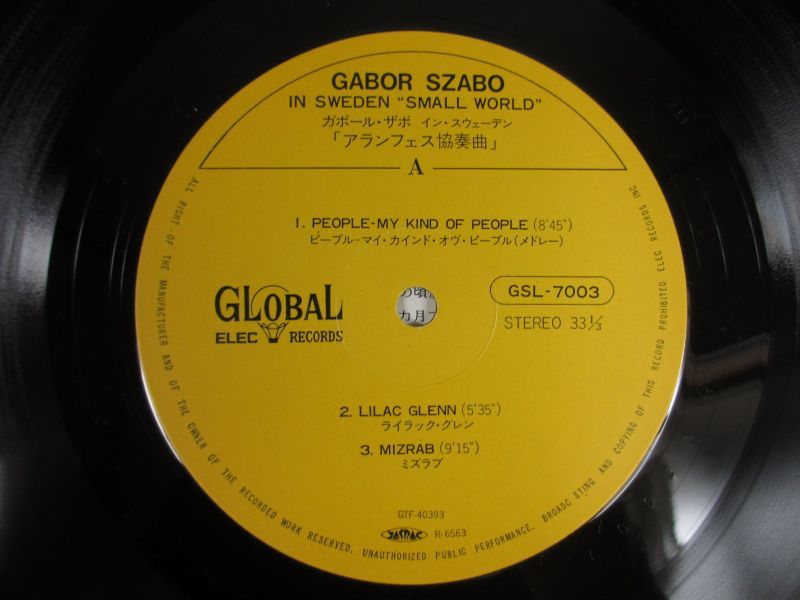 GABOR SZABO
IN SWEDEN "SMALL WORLD"
ガボール・ザボ イン・スウェーデン
「アランフェス協奏曲」
A
1. PEOPLE-MY KIND OF PEOPLE (8'45")
ピープル-マイ・カインド・オヴ・ピープル(メドレー)
GLOBAL
ELEC RECORDS
GSL-7003
STEREO 33 1/3
カ月
2. LILAC GLENN (5'35")
ライラック・グレン
3. MIZRAB (9'15")
ミズラブ
GTF-40393
JASRAC R-6563
ALL RIGHT · OF THE MANUFACTURER AND OF THE OWNER OF THE RECORDED WORK RESERVED. UNAUTHORIZED PUBLIC PERFORMANCE. BROADC STING AND COPYING OF THIS RECORD PROHIBITED ELEC RECORDS INC